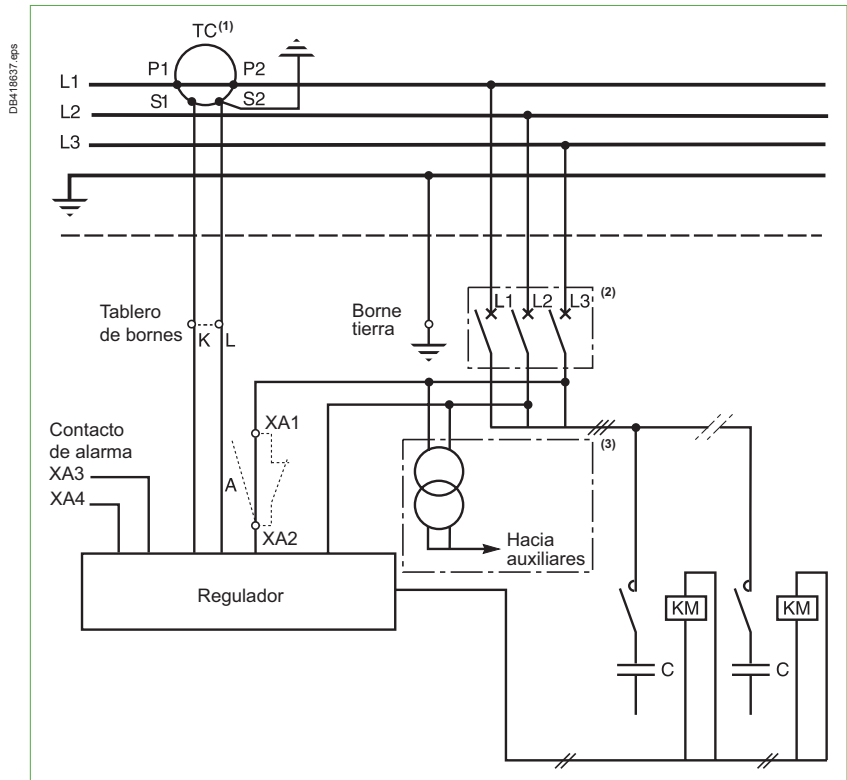 DB418637.eps
TC(1)
P1 P2
L1
S1 S2
L2
L3
L1 L2 L3 (2)
Tablero
de bornes
K L
Borne
tierra
XA1
(3)
Contacto
de alarma
XA3
XA4
A
XA2
Hacia
auxiliares
Regulador
KM KM
C C